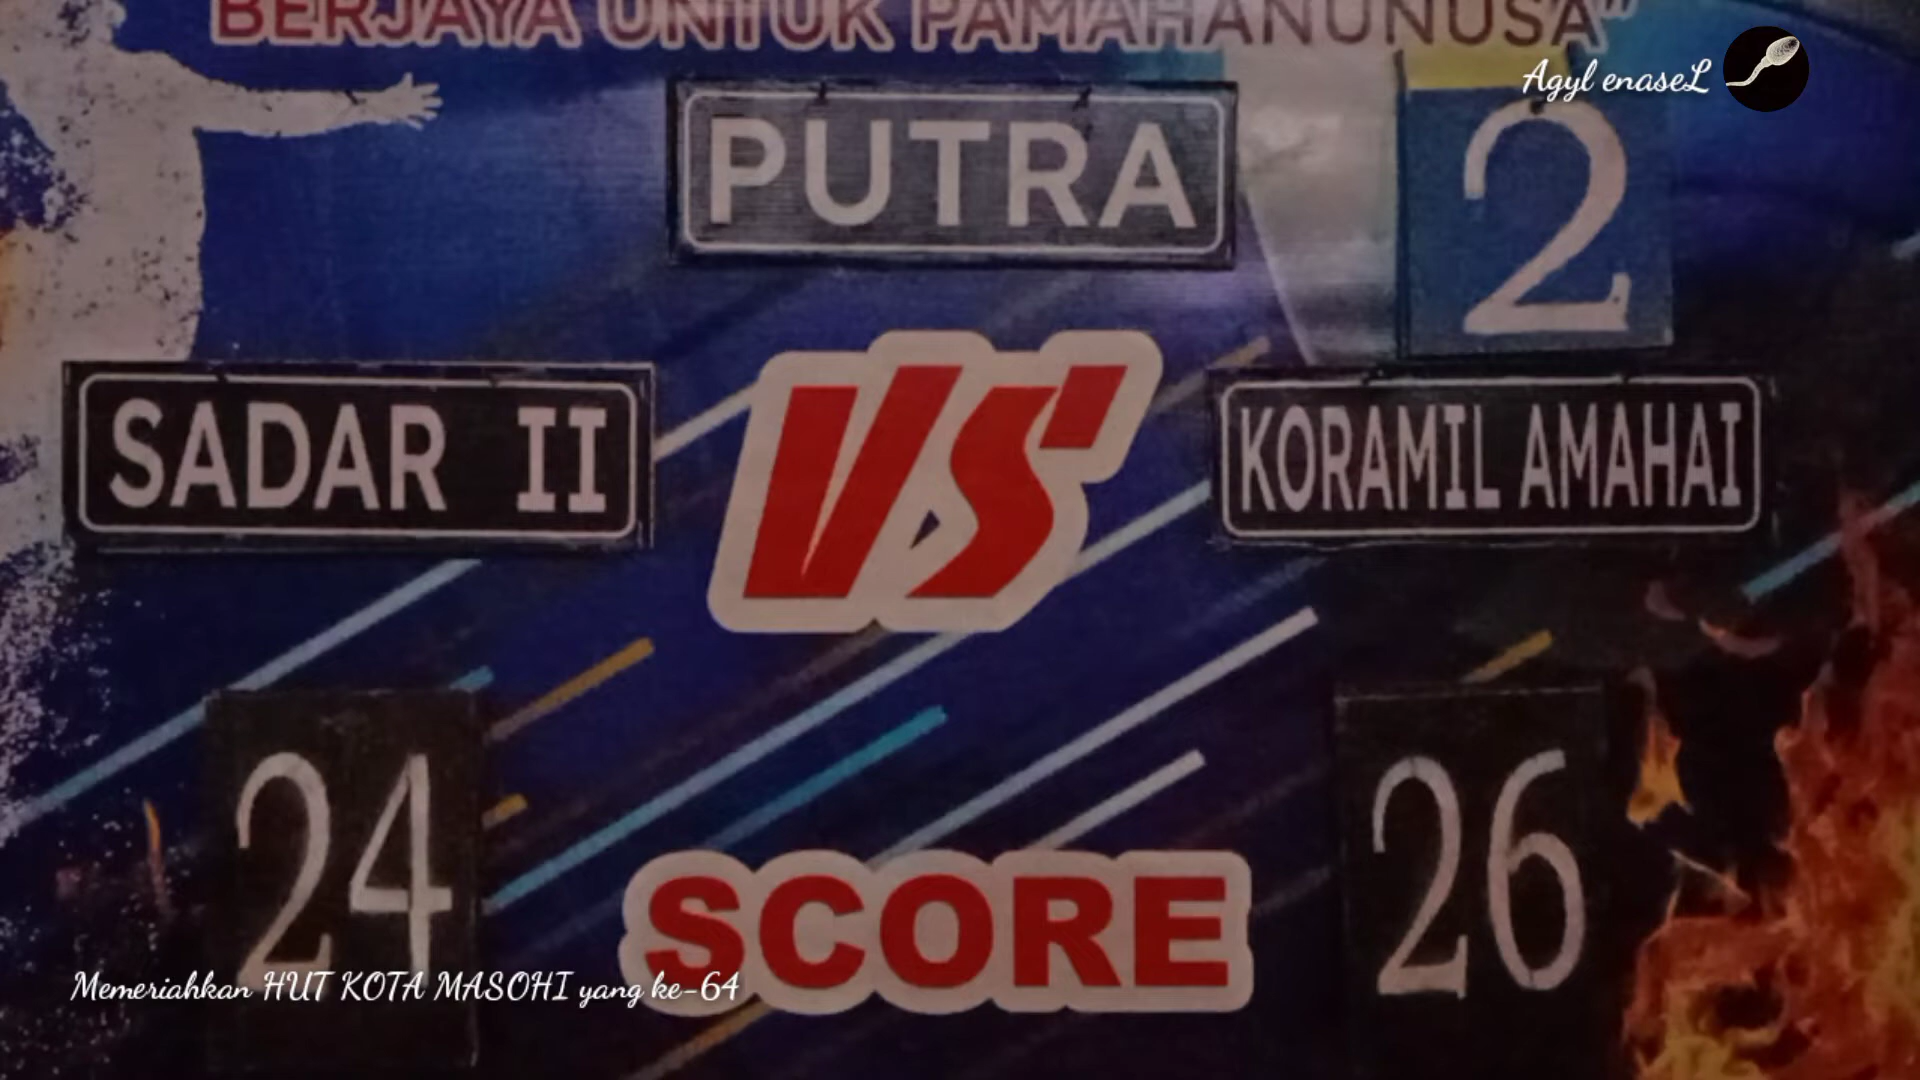 BERJAYA UNTUK PAMAHANUNUSA"
Agyl enaseL
PUTRA
2
SADAR II
VS
KORAMIL AMAHAI
24
26
SCORE
Memeriahkan HUT KOTA MASOHI yang ke-64